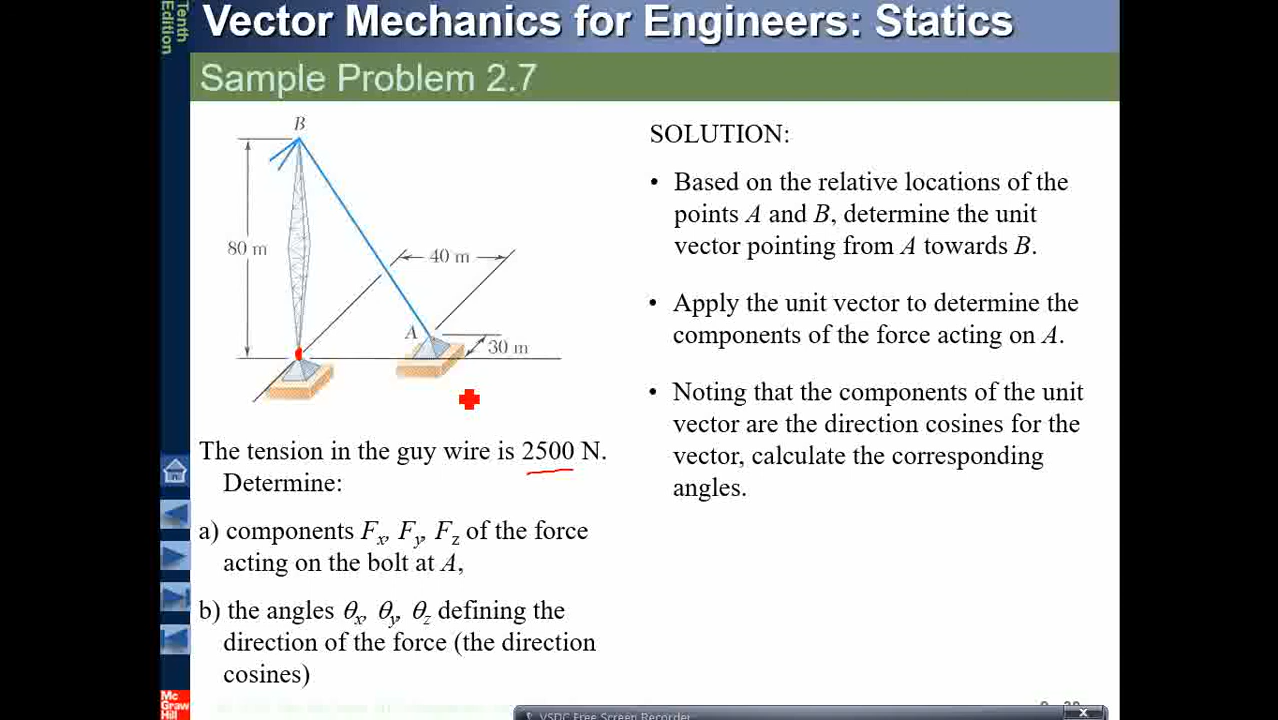 Tenth
Edition
Vector Mechanics for Engineers: Statics
Sample Problem 2.7
B
80 m
40 m
A
30 m
The tension in the guy wire is 2500 N.
Determine:
a) components Fx, Fy, Fz of the force
acting on the bolt at A,
b) the angles θx, θy, θz defining the
direction of the force (the direction
cosines)
SOLUTION:
• Based on the relative locations of the
points A and B, determine the unit
vector pointing from A towards B.
• Apply the unit vector to determine the
components of the force acting on A.
• Noting that the components of the unit
vector are the direction cosines for the
vector, calculate the corresponding
angles.
Mc
Graw
Hill
VSDC Free Screen Recorder